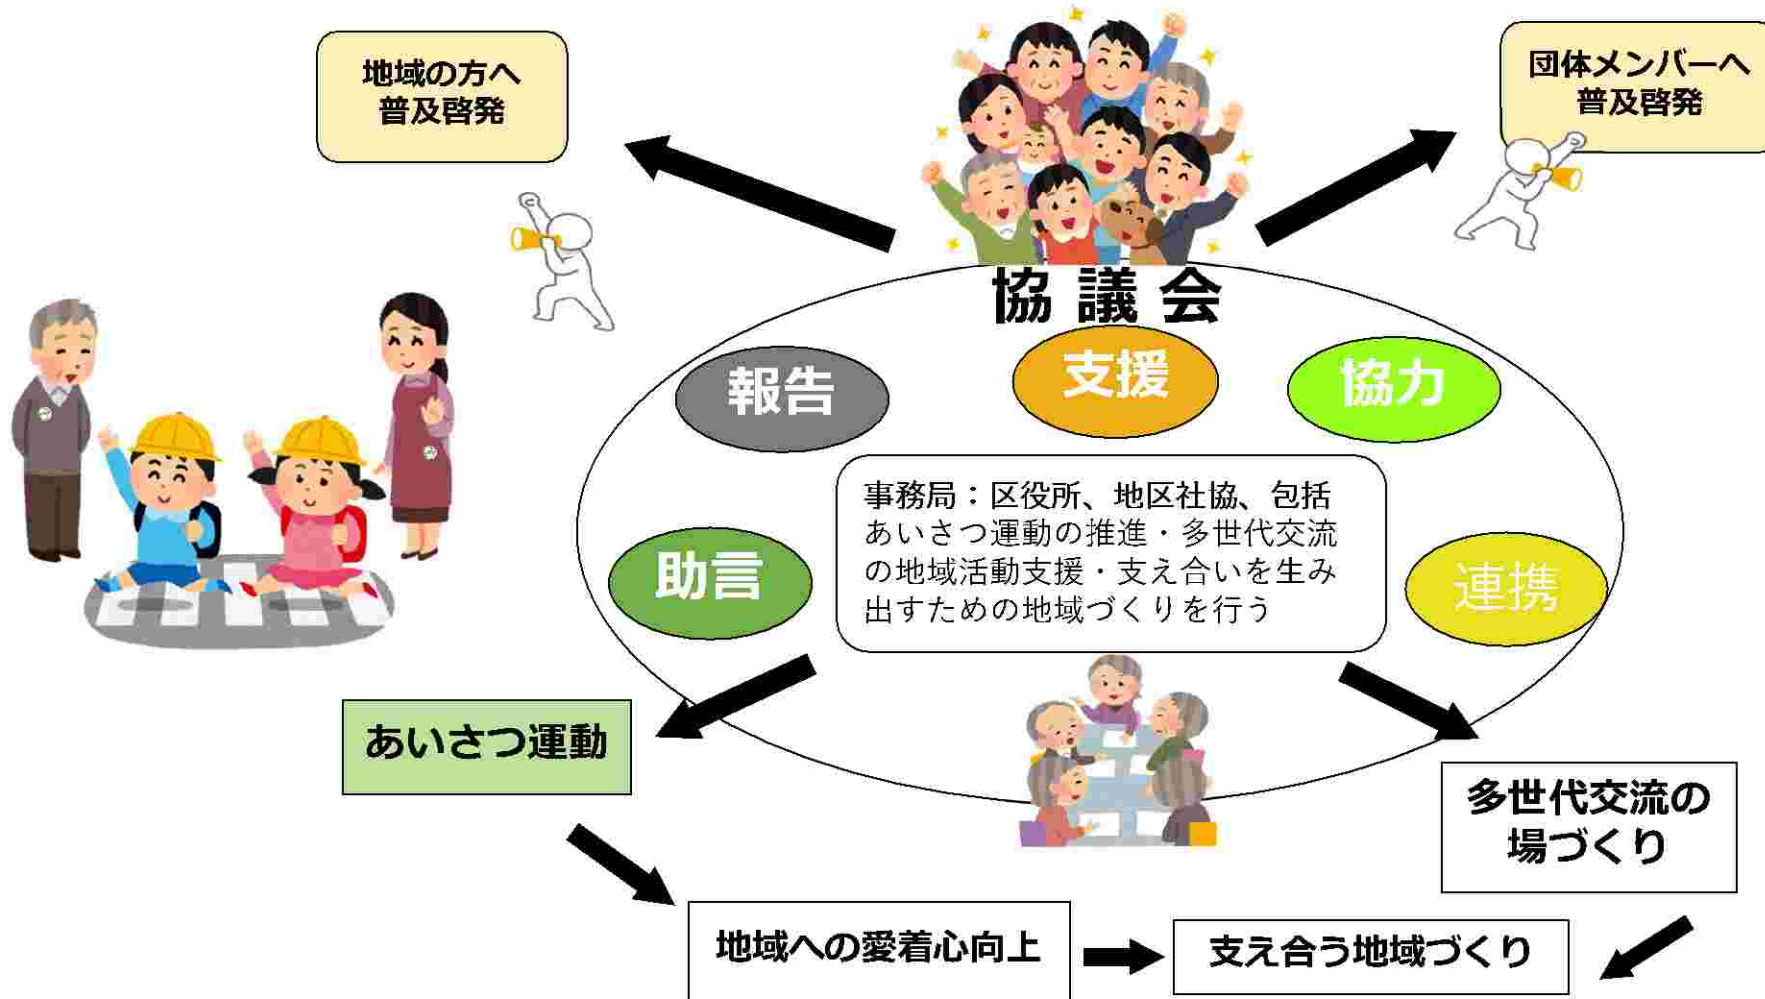 地域の方へ
普及啓発
団体メンバーへ
普及啓発
協議会
報告
支援
協力
事務局：区役所、地区社協、包括
あいさつ運動の推進・多世代交流
の地域活動支援・支え合いを生み
出すための地域づくりを行う
助言
連携
あいさつ運動
多世代交流の
場づくり
地域への愛着心向上
支え合う地域づくり